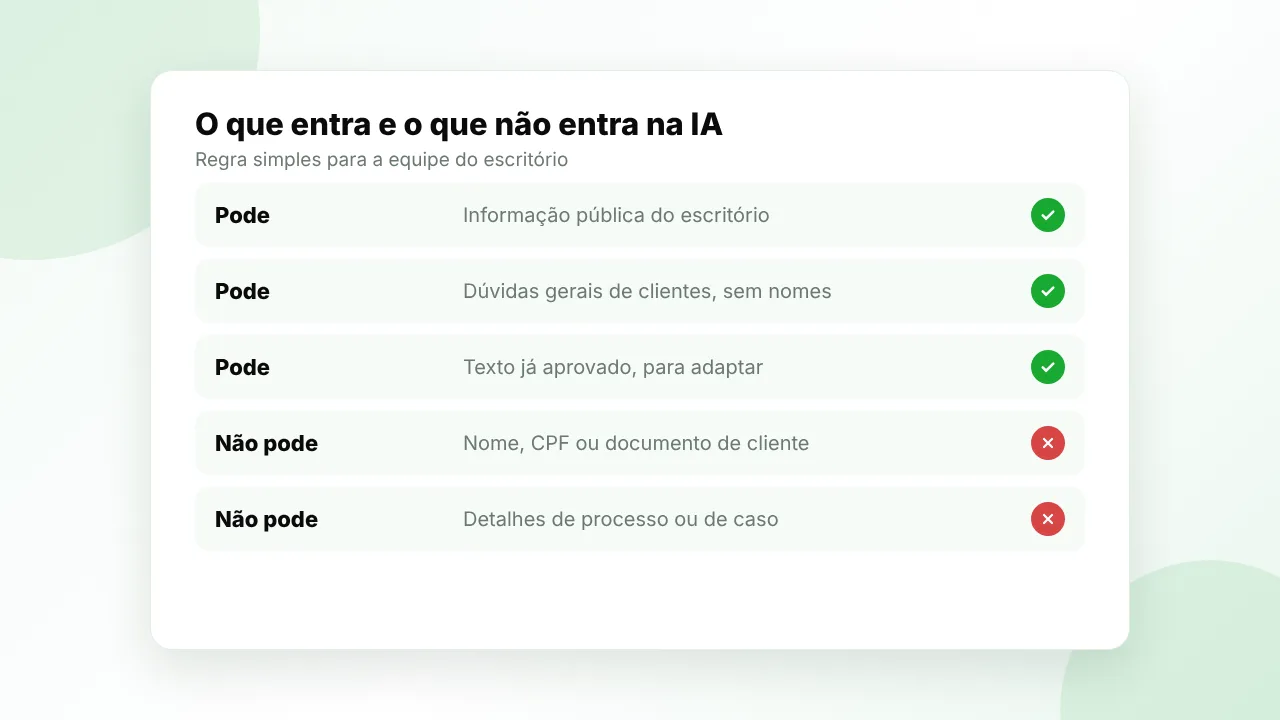 O que entra e o que não entra na IA
Regra simples para a equipe do escritório
Pode Informação pública do escritório
Pode Dúvidas gerais de clientes, sem nomes
Pode Texto já aprovado, para adaptar
Não pode Nome, CPF ou documento de cliente
Não pode Detalhes de processo ou de caso